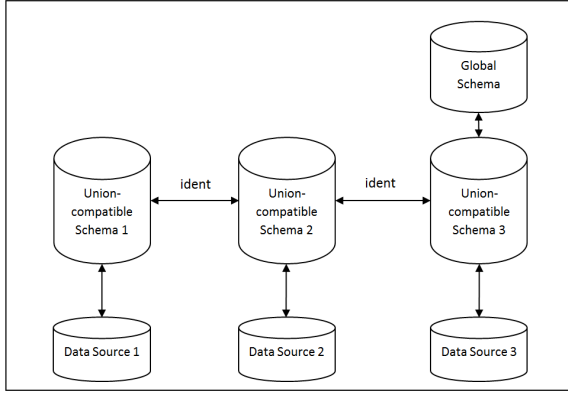 Global
Schema
Union-
compatible
Schema 1
ident
Union-
compatible
Schema 2
ident
Union-
compatible
Schema 3
Data Source 1
Data Source 2
Data Source 3